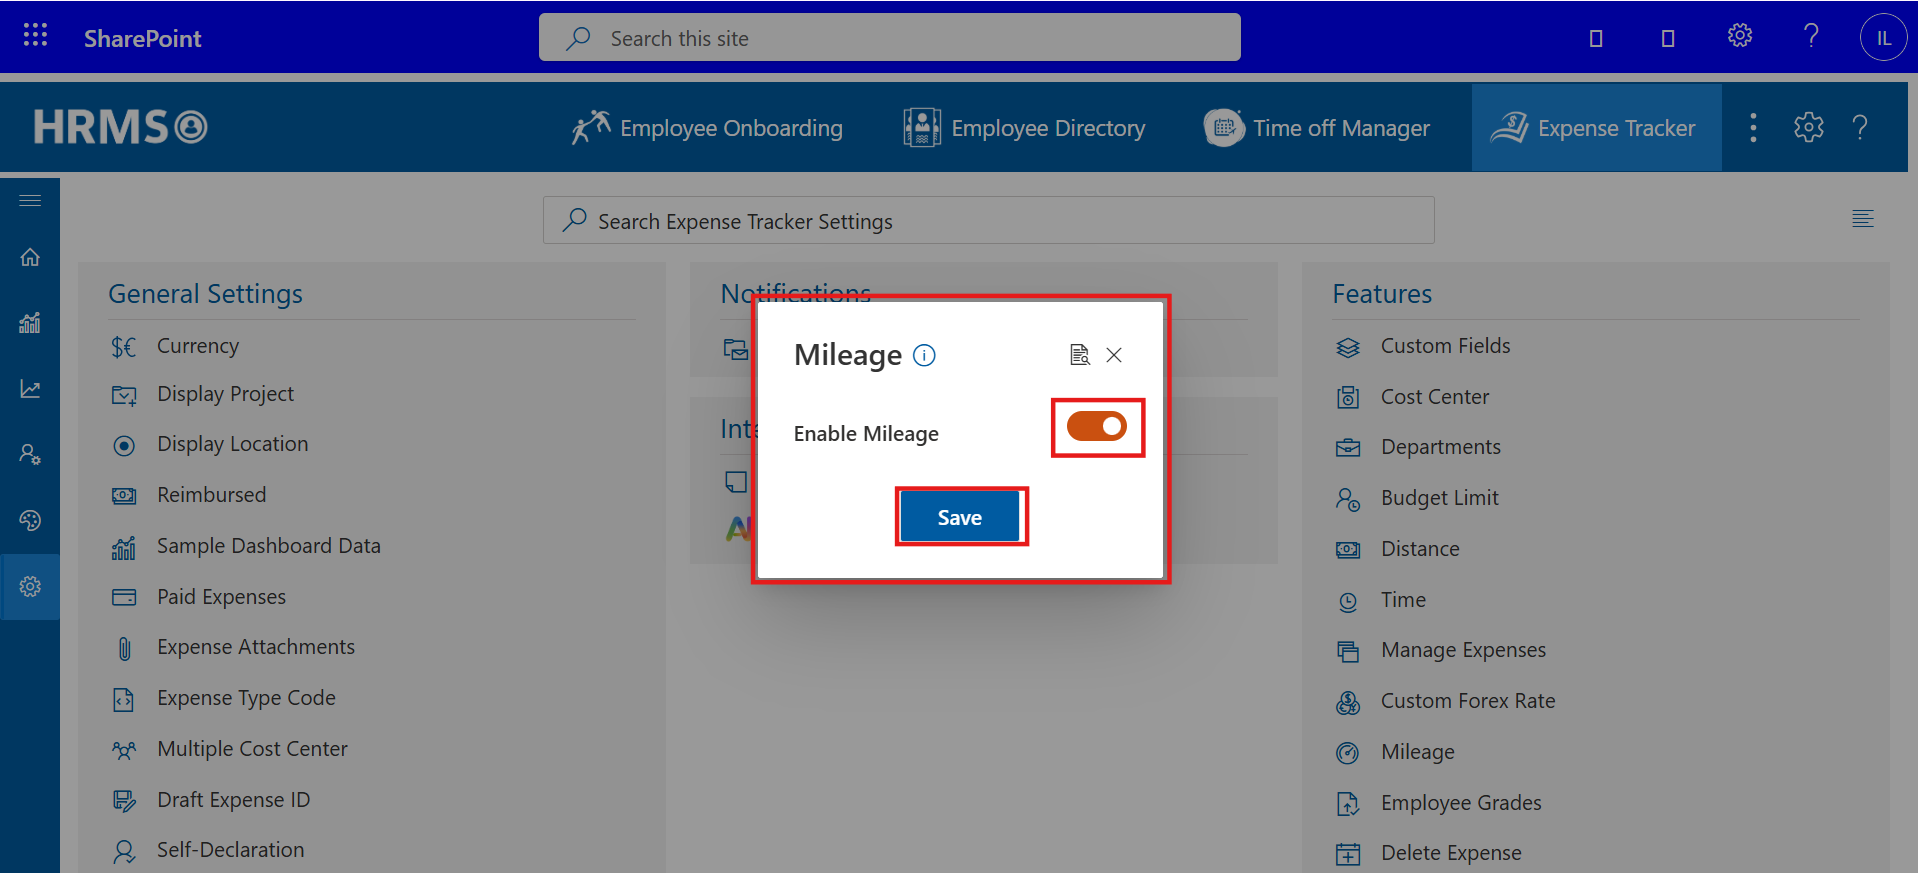 SharePoint
Search this site
IL
HRMS
Employee Onboarding
Employee Directory
Time off Manager
Expense Tracker
Search Expense Tracker Settings
General Settings
Currency
Display Project
Display Location
Reimbursed
Sample Dashboard Data
Paid Expenses
Expense Attachments
Expense Type Code
Multiple Cost Center
Draft Expense ID
Self-Declaration
Notifications
Mileage
Enable Mileage
Save
Features
Custom Fields
Cost Center
Departments
Budget Limit
Distance
Time
Manage Expenses
Custom Forex Rate
Mileage
Employee Grades
Delete Expense